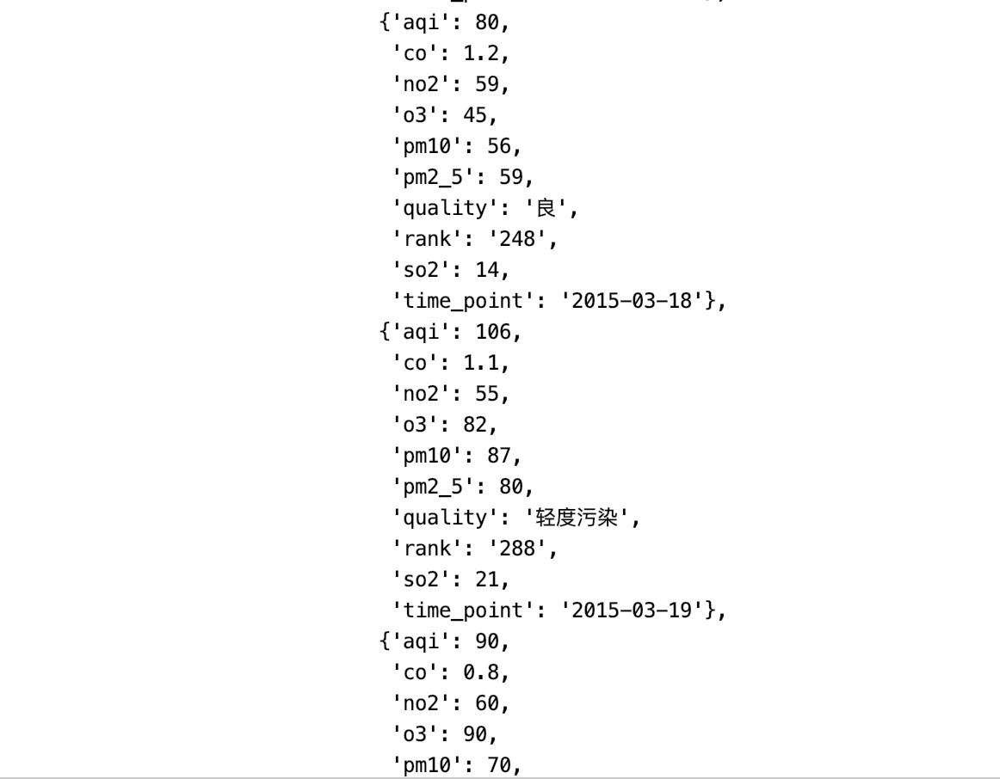 {'aqi': 80,
'co': 1.2,
'no2': 59,
'o3': 45,
'pm10': 56,
'pm2_5': 59,
'quality': '良',
'rank': '248',
'so2': 14,
'time_point': '2015-03-18'},
{'aqi': 106,
'co': 1.1,
'no2': 55,
'o3': 82,
'pm10': 87,
'pm2_5': 80,
'quality': '轻度污染',
'rank': '288',
'so2': 21,
'time_point': '2015-03-19'},
{'aqi': 90,
'co': 0.8,
'no2': 60,
'o3': 90,
'pm10': 70,